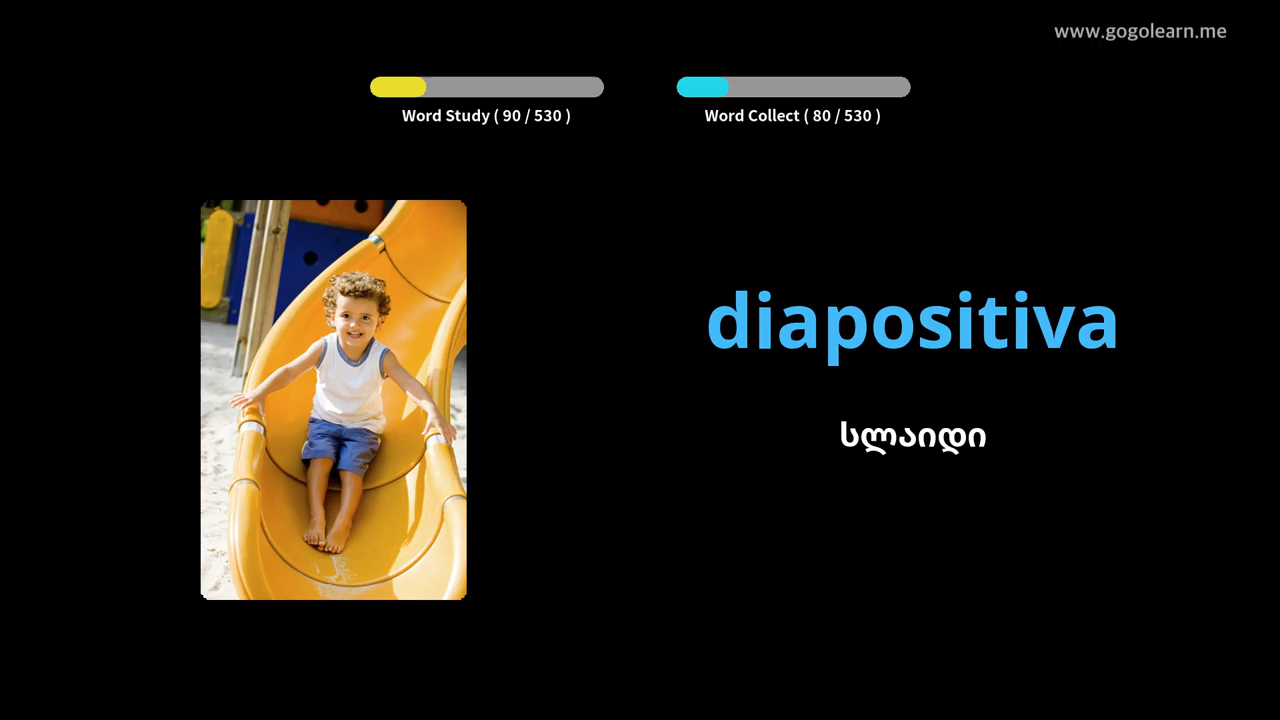 www.gogolearn.me
Word Study ( 90 / 530 )
Word Collect ( 80 / 530 )
diapositiva
სლაიდი